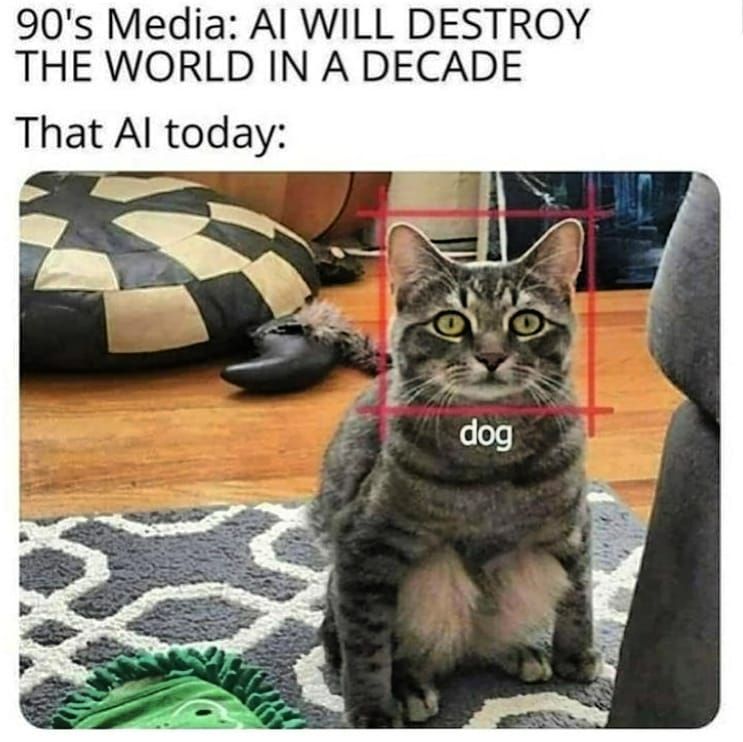 90's Media: AI WILL DESTROY
THE WORLD IN A DECADE
That AI today:
dog